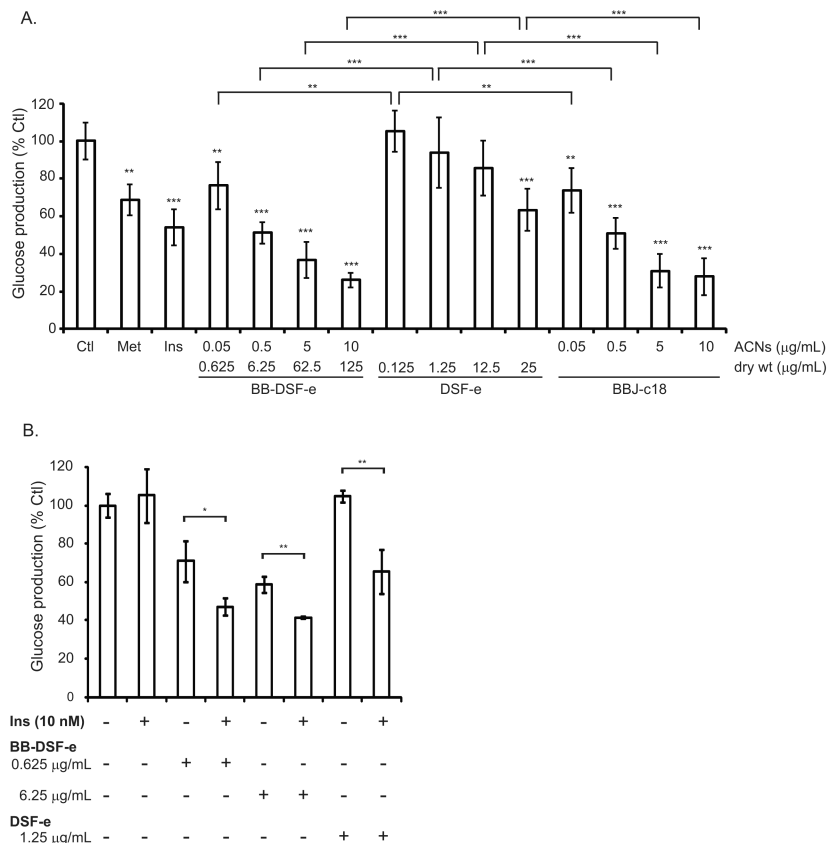 A.
***
***
***
***
***
***
**
**
Glucose production (% Ctl)
120
100
80
60
40
20
0
**
***
**
***
***
***
***
**
***
***
***
Ctl Met Ins 0.05 0.5 5 10 0.05 0.5 5 10 ACNs (μg/mL)
0.625 6.25 62.5 125 0.125 1.25 12.5 25 dry wt (μg/mL)
BB-DSF-e DSF-e BBJ-c18
B.
Glucose production (% Ctl)
120
100
80
60
40
20
0
*
**
**
Ins (10 nM) - + - + - + - +
BB-DSF-e
0.625 μg/mL - - + + - - - -
6.25 μg/mL - - - - + + - -
DSF-e
1.25 μg/mL - - - - - - + +